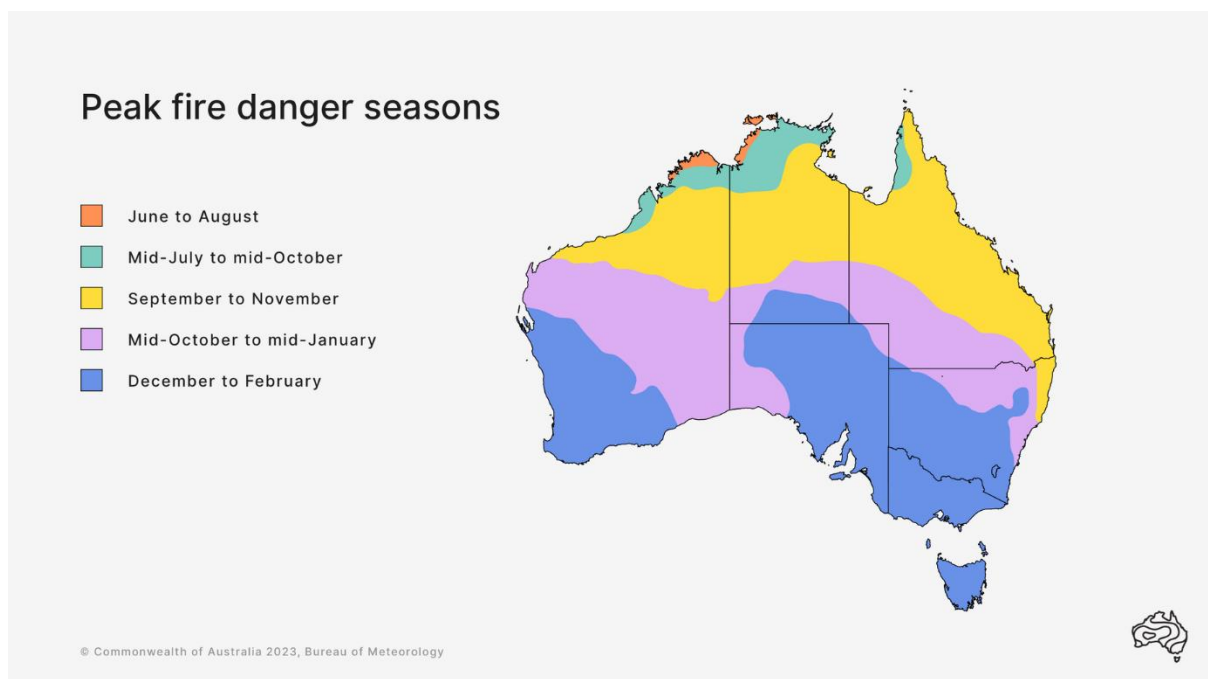 Peak fire danger seasons
June to August
Mid-July to mid-October
September to November
Mid-October to mid-January
December to February
© Commonwealth of Australia 2023, Bureau of Meteorology